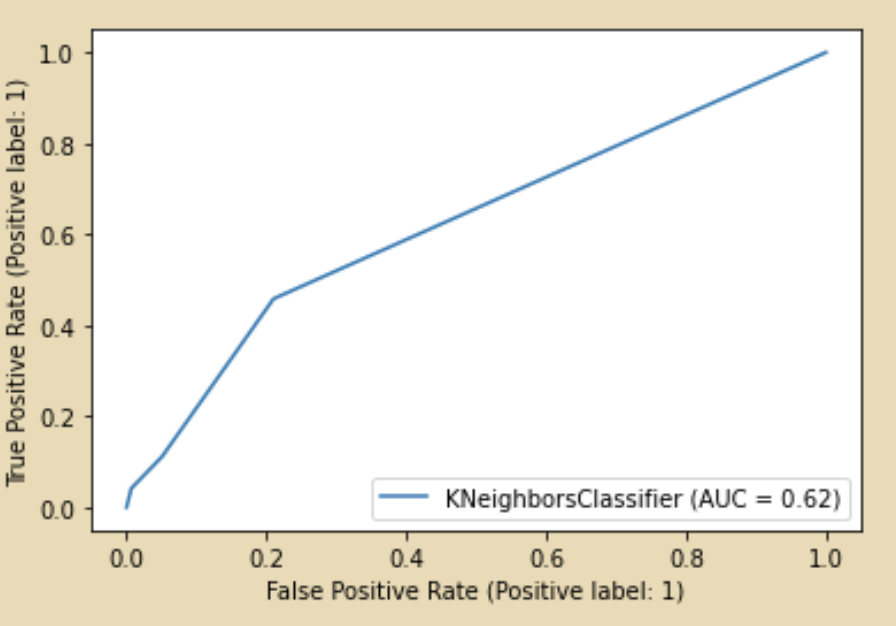 True Positive Rate (Positive label: 1)
1.0
0.8
0.6
0.4
0.2
0.0
KNeighborsClassifier (AUC = 0.62)
0.0 0.2 0.4 0.6 0.8 1.0
False Positive Rate (Positive label: 1)